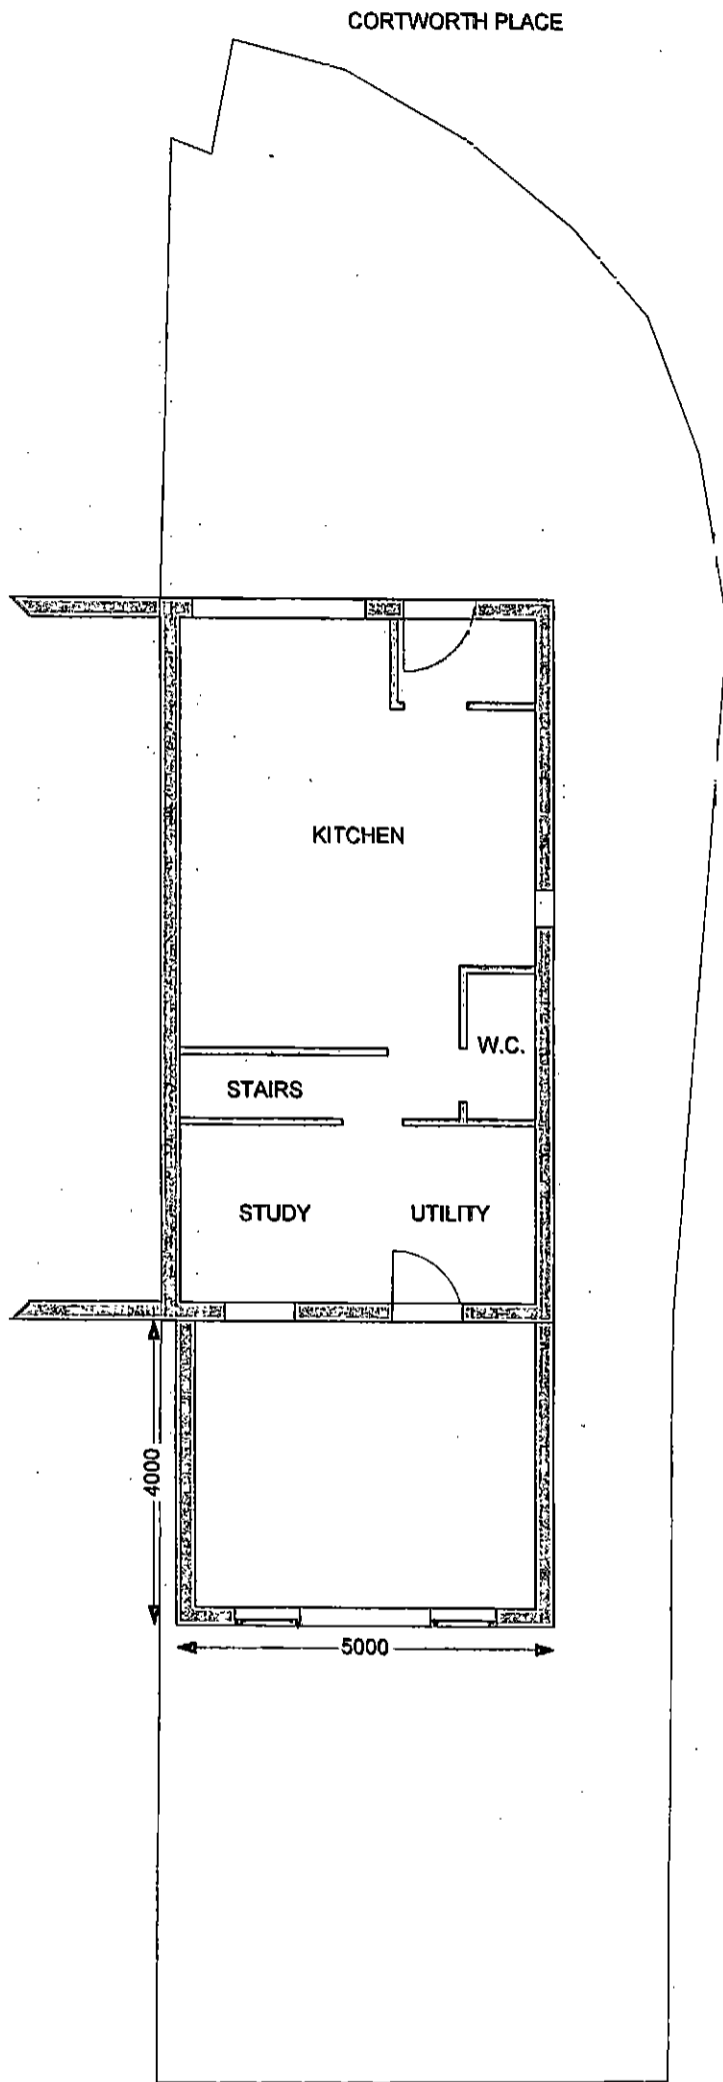 CORTWORTH PLACE
KITCHEN
W.C.
STAIRS
STUDY
UTILITY
4000
5000